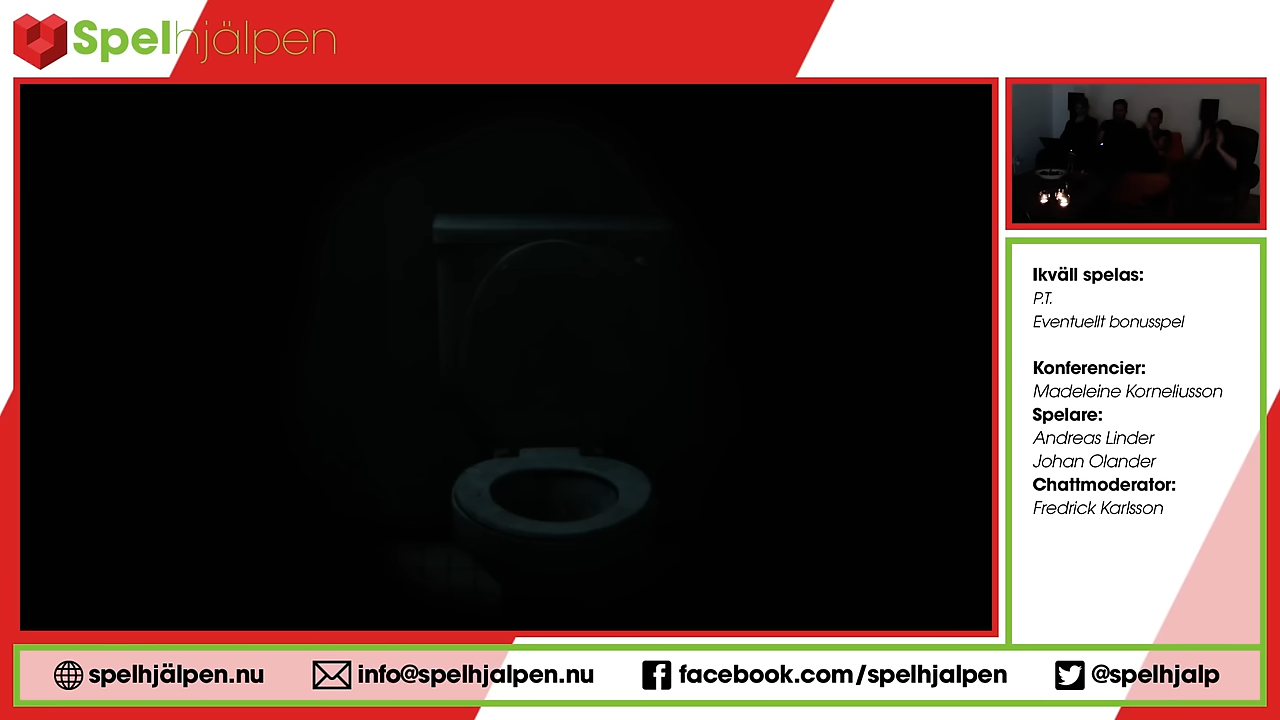 Spelhjälpen
Ikväll spelas:
P.T.
Eventuellt bonusspel
Konferencier:
Madeleine Korneliusson
Spelare:
Andreas Linder
Johan Olander
Chattmoderator:
Fredrick Karlsson
spelhjälpen.nu
info@spelhjalpen.nu
facebook.com/spelhjalpen
@spelhjalp